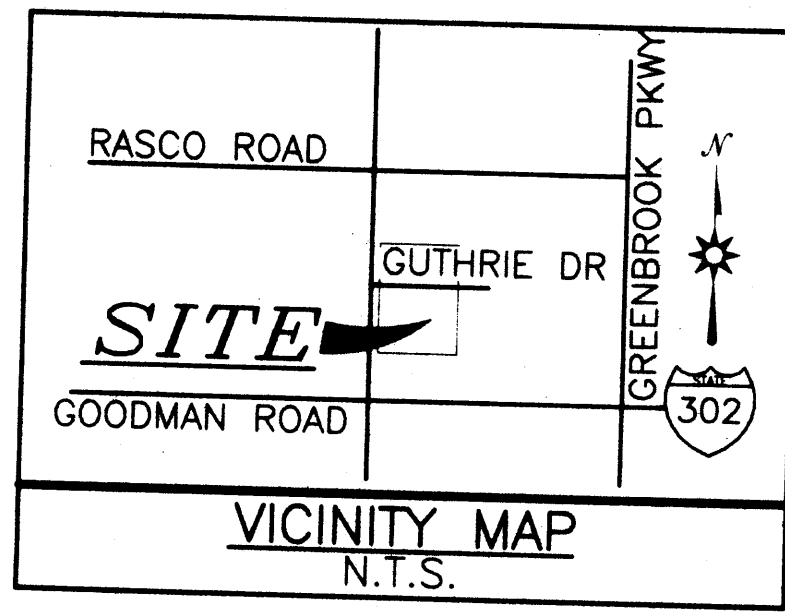 RASCO ROAD
GREENBROOK PKWY
N
GUTHRIE DR
SITE
STATE
302
GOODMAN ROAD
VICINITY MAP
N.T.S.